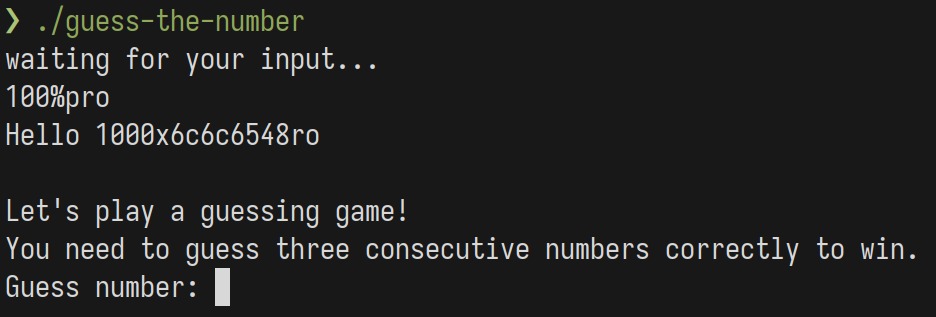 ❯ ./guess-the-number
waiting for your input...
100%pro
Hello 1000x6c6c6548ro
Let's play a guessing game!
You need to guess three consecutive numbers correctly to win.
Guess number: